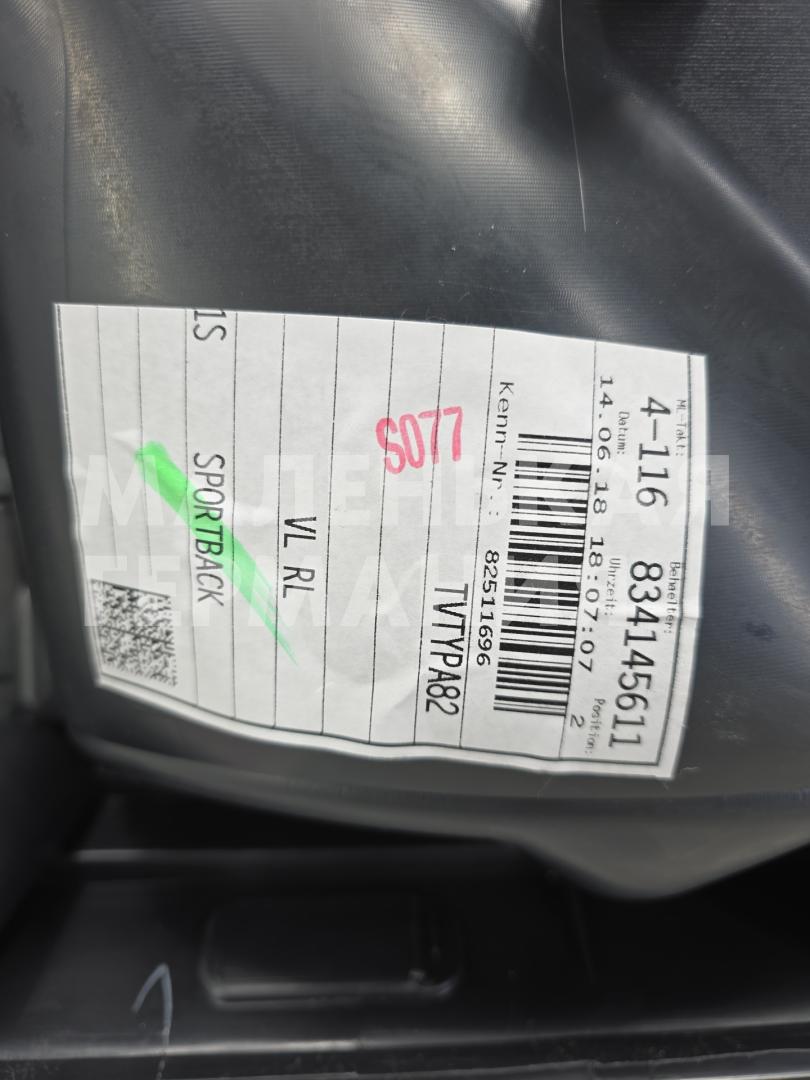 ML-Takt: Behaelter:
4-116 834145611
Datum: Uhrzeit: Position:
14.06.18 18:07:07 2
Kenn-Nr.: 82511696
TVTYPA82
S077
VL RL
1S SPORTBACK
МАЛЕНЬКАЯ
ГЕРМАНИЯ